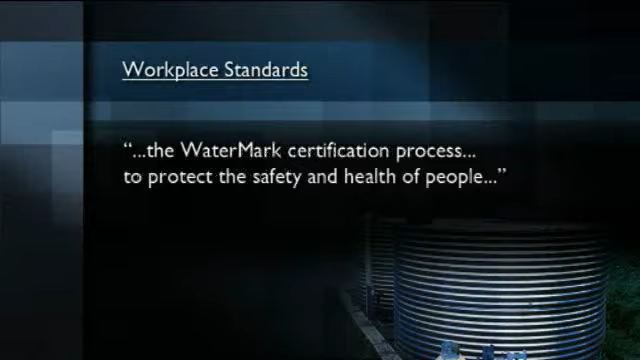 Workplace Standards
“...the WaterMark certification process...
to protect the safety and health of people...”